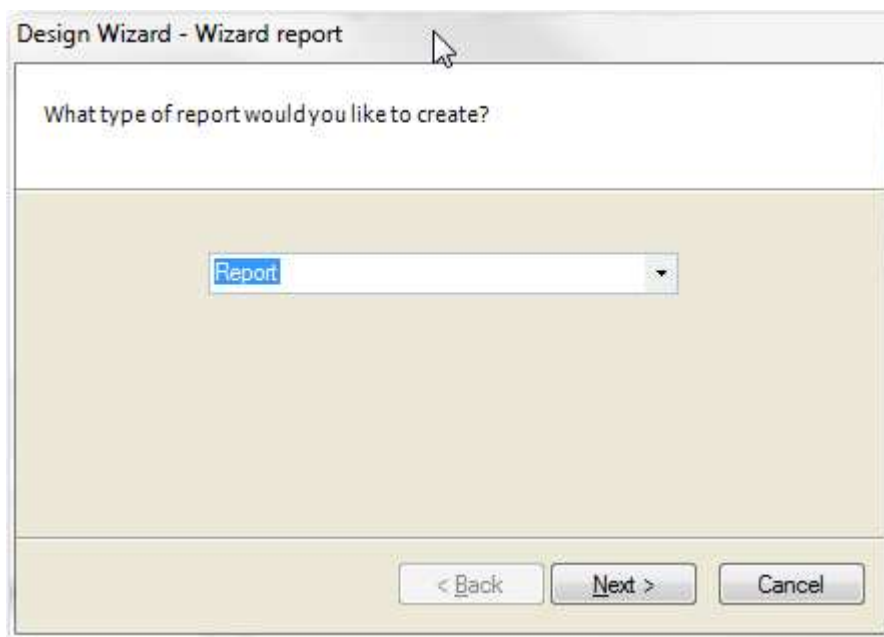 Design Wizard - Wizard report
What type of report would you like to create?
Report
< Back Next > Cancel